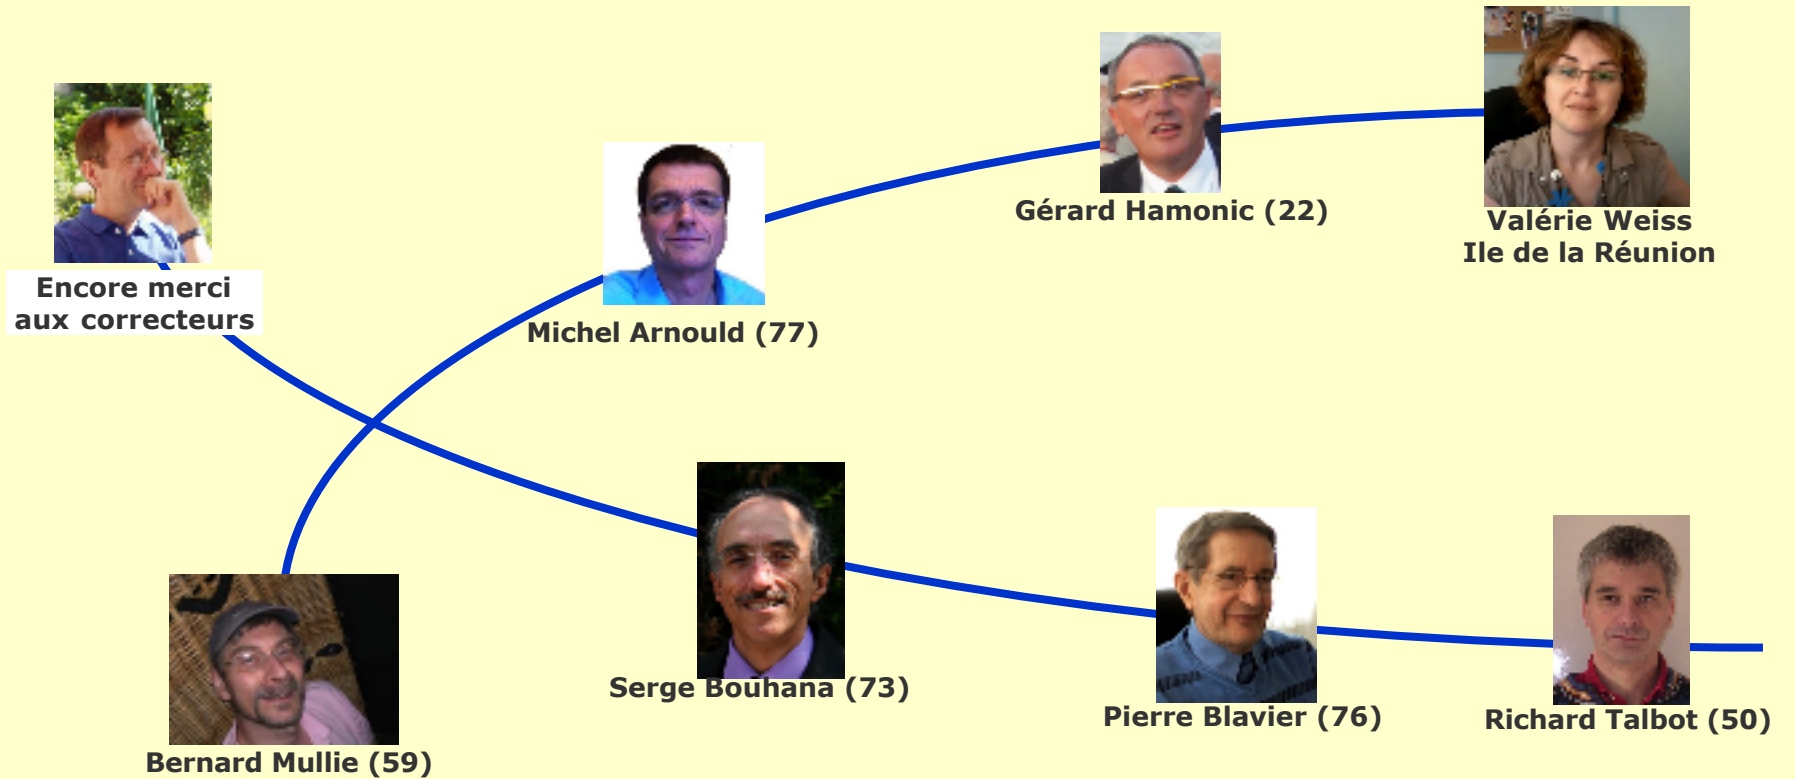 Encore merci
aux correcteurs
Michel Arnould (77)
Gérard Hamonic (22)
Valérie Weiss
Ile de la Réunion
Bernard Mullie (59)
Serge Bouhana (73)
Pierre Blavier (76)
Richard Talbot (50)